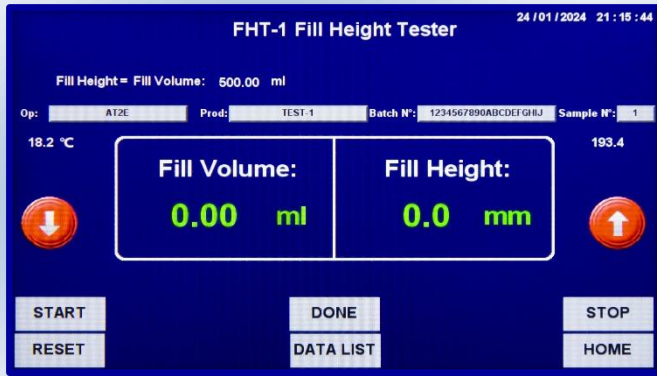 24/01/2024 21:15:44
FHT-1 Fill Height Tester
Fill Height = Fill Volume: 500.00 ml
Op: AT2E Prod: TEST-1 Batch N°: 1234567890ABCDEFGHIJ Sample N°: 1
18.2 ℃ 193.4
Fill Volume: Fill Height:
0.00 ml 0.0 mm
START DONE STOP
RESET DATA LIST HOME